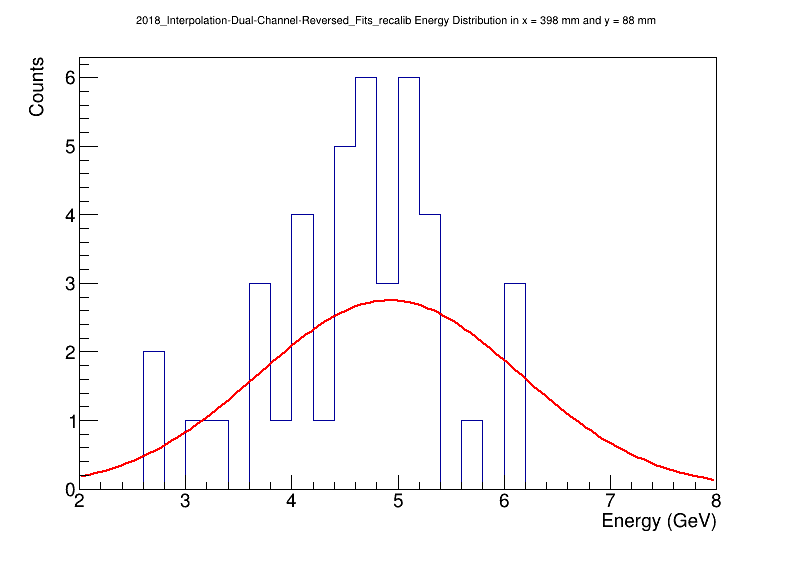 2018_Interpolation-Dual-Channel-Reversed_Fits_recalib Energy Distribution in x = 398 mm and y = 88 mm
Counts
6
5
4
3
2
1
0
2 3 4 5 6 7 8
Energy (GeV)